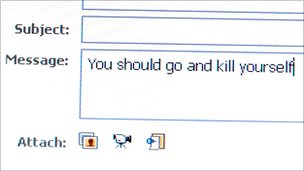 Subject:
Message:
You should go and kill yourself
Attach: